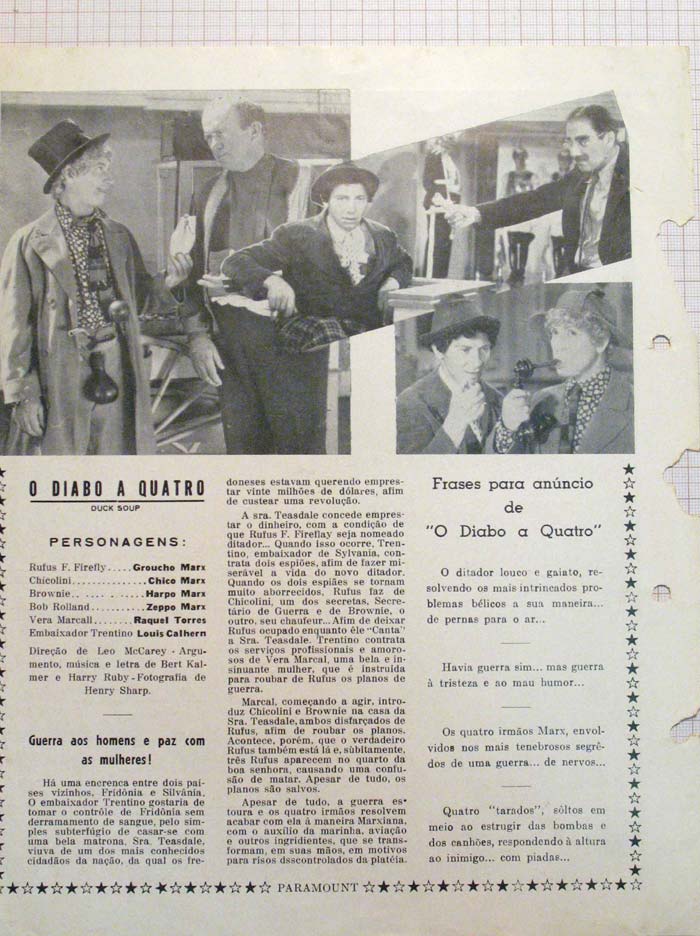 O DIABO A QUATRO
DUCK SOUP
PERSONAGENS:
Rufus F. Firefly.....Groucho Marx
Chicolini...............Chico Marx
Brownie.. .... . .....Harpo Marx
Bob Rolland...........Zeppo Marx
Vera Marcall....Raquel Torres
Embaixador Trentino Louis Calhern
Direção de Leo McCarey - Argu-
mento, música e letra de Bert Kal-
mer e Harry Ruby - Fotografia de
Henry Sharp.
Guerra aos homens e paz com
as mulheres!
Há uma encrenca entre dois paí-
ses vizinhos, Fridônia e Silvânia.
O embaixador Trentino gostaria de
tomar o contrôle de Fridônia sem
derramamento de sangue, pelo sim-
ples subterfúgio de casar-se com
uma bela matrona, Sra. Teasdale,
viuva de um dos mais conhecidos
cidadãos da nação, da qual os fre-
doneses estavam querendo empres-
tar vinte milhões de dólares, afim
de custear uma revolução.
A sra. Teasdale concede empres-
tar o dinheiro, com a condição de
que Rufus F. Fireflay seja nomeado
ditador... Quando isso ocorre, Tren-
tino, embaixador de Sylvania, con-
trata dois espiões, afim de fazer mi-
serável a vida do novo ditador.
Quando os dois espiões se tornam
muito aborrecidos, Rufus faz de
Chicolini, um dos secretas, Secre-
tário de Guerra e de Brownie, o
outro, seu chaufeur... Afim de deixar
Rufus ocupado enquanto êle "Canta"
a Sra. Teasdale. Trentino contrata
os serviços profissionais e amoro-
sos de Vera Marcal, uma bela e in-
sinuante mulher, que é instruída
para roubar de Rufus os planos de
guerra.
Marcal, começando a agir, intro-
duz Chicolini e Brownie na casa da
Sra. Teasdale, ambos disfarçados de
Rufus, afim de roubar os planos.
Acontece, porém, que o verdadeiro
Rufus também está lá e, sùbitamente,
três Rufus aparecem no quarto da
boa senhora, causando uma confu-
são de matar. Apesar de tudo, os
planos são salvos.
Apesar de tudo, a guerra es-
toura e os quatro irmãos resolvem
acabar com ela à maneira Marxiana,
com o auxílio da marinha, aviação
e outros ingridientes, que se trans-
formam, em suas mãos, em motivos
para risos dsscontrolados da platéia.
Frases para anúncio
de
"O Diabo a Quatro"
O ditador louco e gaiato, re-
solvendo os mais intrincados pro-
blemas bélicos a sua maneira...
de pernas para o ar...
Havia guerra sim... mas guerra
à tristeza e ao mau humor...
Os quatro irmãos Marx, envol-
vidos nos mais tenebrosos segrê-
dos de uma guerra... de nervos...
Quatro "tarados", sôltos em
meio ao estrugir das bombas e
dos canhões, respondendo à altura
ao inimigo... com piadas...
PARAMOUNT